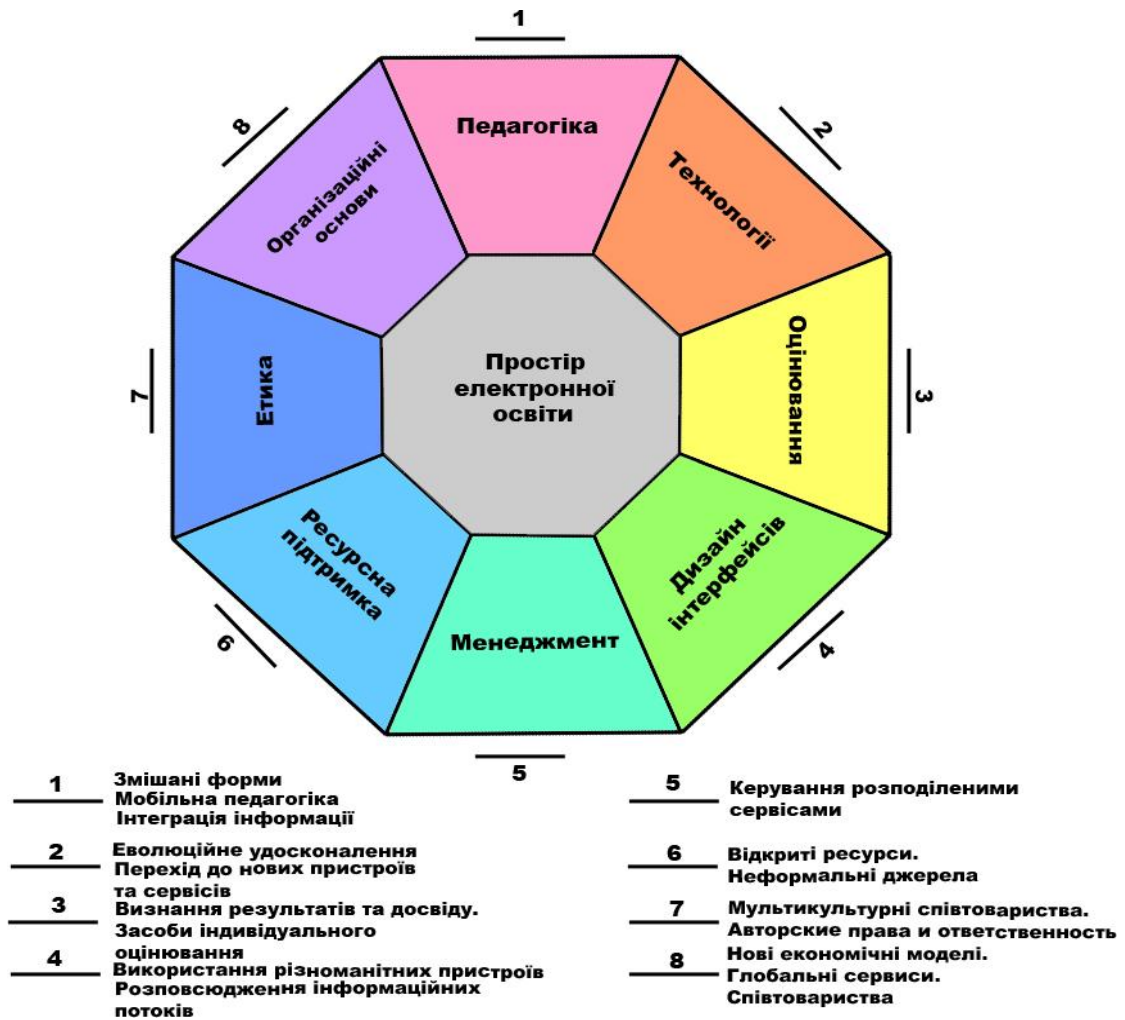 1
Педагогіка
2
Технології
3
Оцінювання
4
Дизайн
інтерфейсів
5
Менеджмент
6
Ресурсна
підтримка
7
Етика
8
Організаційні
основи
Простір
електронної
освіти
1
Змішані форми
Мобільна педагогіка
Інтеграція інформації
2
Еволюційне удосконалення
Перехід до нових пристроїв
та сервісів
3
Визнання результатів та досвіду.
Засоби індивідуального
оцінювання
4
Використання різноманітних пристроїв
Розповсюдження інформаційних
потоків
5
Керування розподіленими
сервісами
6
Відкриті ресурси.
Неформальні джерела
7
Мультикультурні співтовариства.
Авторские права и ответственность
8
Нові економічні моделі.
Глобальні сервиси.
Співтовариства